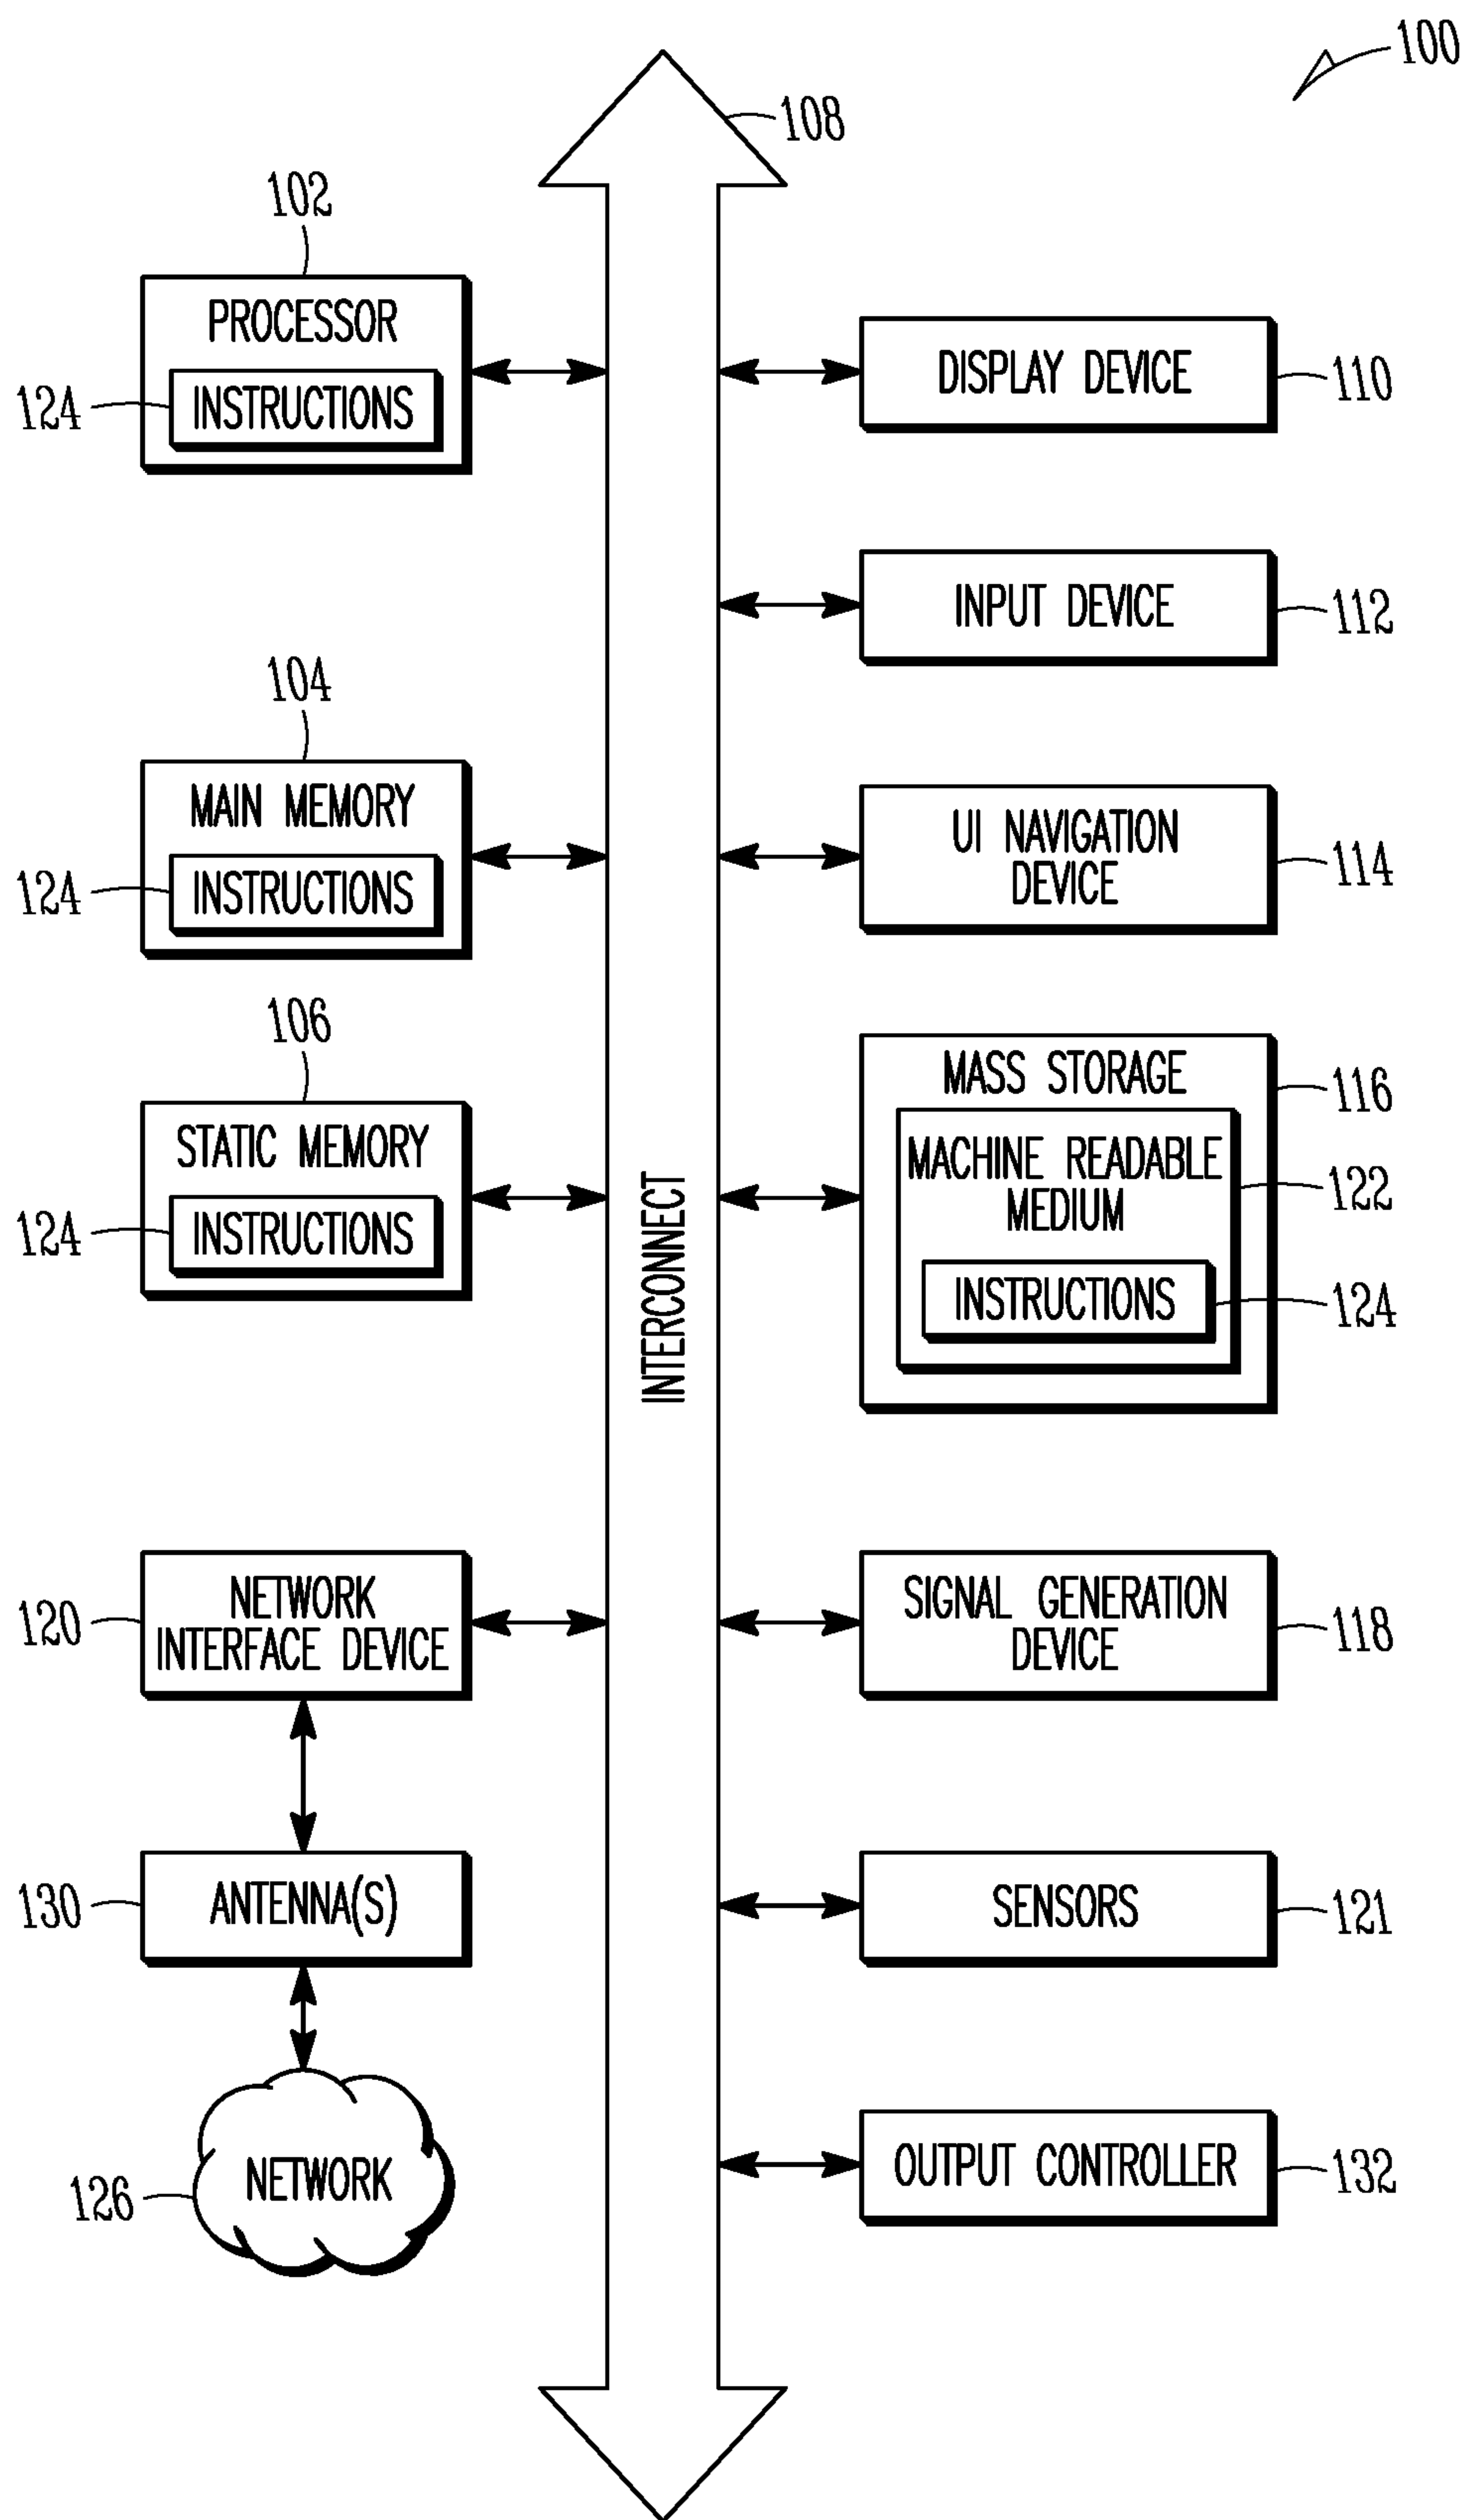 100
108
102
PROCESSOR
124
INSTRUCTIONS
DISPLAY DEVICE
110
INPUT DEVICE
112
104
MAIN MEMORY
124
INSTRUCTIONS
UI NAVIGATION
DEVICE
114
106
STATIC MEMORY
124
INSTRUCTIONS
INTERCONNECT
MASS STORAGE
116
MACHINE READABLE
MEDIUM
122
INSTRUCTIONS
124
120
NETWORK
INTERFACE DEVICE
SIGNAL GENERATION
DEVICE
118
130
ANTENNA(S)
SENSORS
121
126
NETWORK
OUTPUT CONTROLLER
132